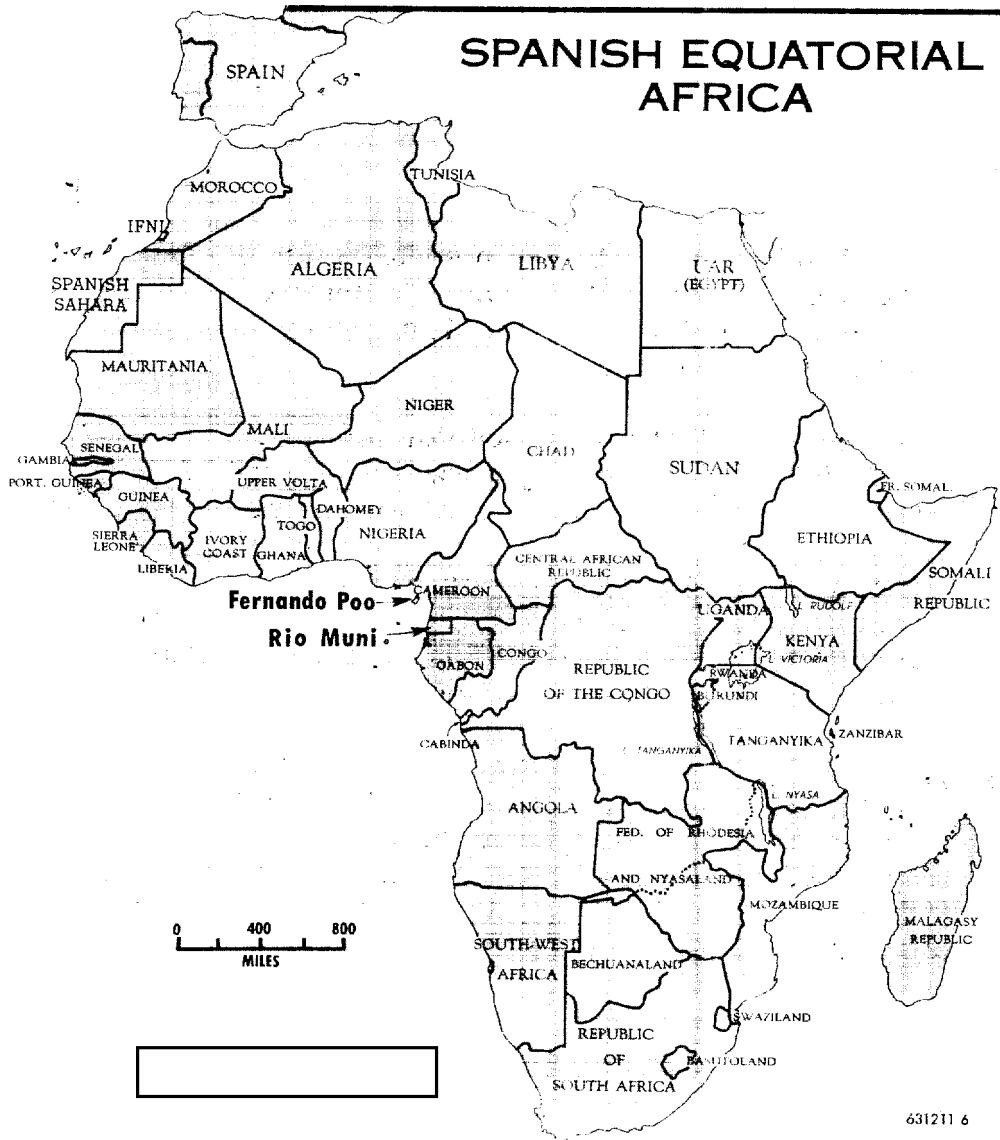 SPANISH EQUATORIAL
AFRICA
SPAIN
MOROCCO
TUNISIA
IFNI
ALGERIA
LIBYA
UAR
(EGYPT)
SPANISH
SAHARA
MAURITANIA
NIGER
MALI
CHAD
SUDAN
SENEGAL
GAMBIA
PORT. GUINEA
GUINEA
UPPER VOLTA
DAHOMEY
FR. SOMAL
TOGO
NIGERIA
SIERRA
LEONE
IVORY
COAST
GHANA
ETHIOPIA
CENTRAL AFRICAN
REPUBLIC
LIBERIA
SOMALI
REPUBLIC
CAMEROON
Fernando Poo
UGANDA
L. RUDOLF
Rio Muni
KENYA
CONGO
GABON
REPUBLIC
OF THE CONGO
L. VICTORIA
RWANDA
BURUNDI
CABINDA
L. TANGANYIKA
TANGANYIKA
ZANZIBAR
L. NYASA
ANGOLA
FED. OF RHODESIA
AND NYASALAND
MOZAMBIQUE
MALAGASY
REPUBLIC
0 400 800
MILES
SOUTH-WEST
AFRICA
BECHUANALAND
SWAZILAND
REPUBLIC
OF
SOUTH AFRICA
BASUTOLAND
631211 6